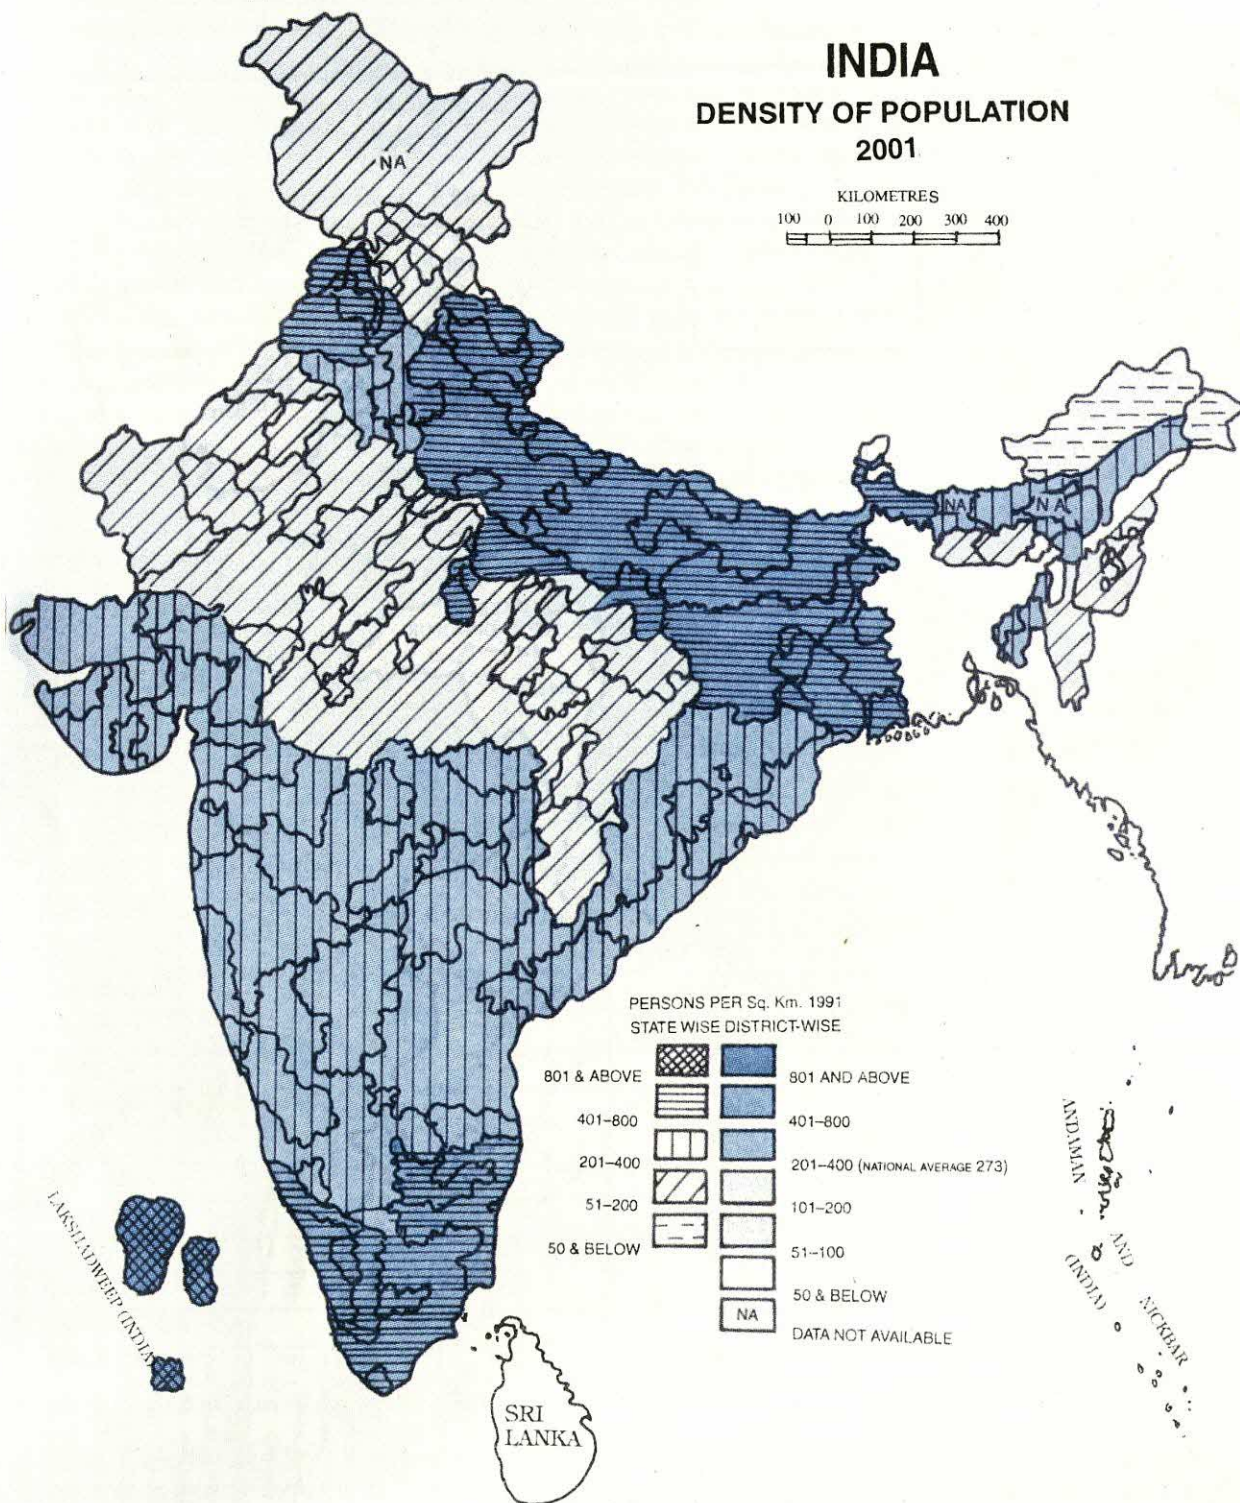 INDIA
DENSITY OF POPULATION
2001
KILOMETRES
100 0 100 200 300 400
NA
NA
N A
PERSONS PER Sq. Km. 1991
STATE WISE DISTRICT-WISE
801 & ABOVE 801 AND ABOVE
401–800 401–800
201–400 201–400 (NATIONAL AVERAGE 273)
51–200 101–200
50 & BELOW 51–100
50 & BELOW
NA DATA NOT AVAILABLE
LAKSHADWEEP (INDIA)
ANDAMAN
AND
NICKBAR
(INDIA)
SRI
LANKA